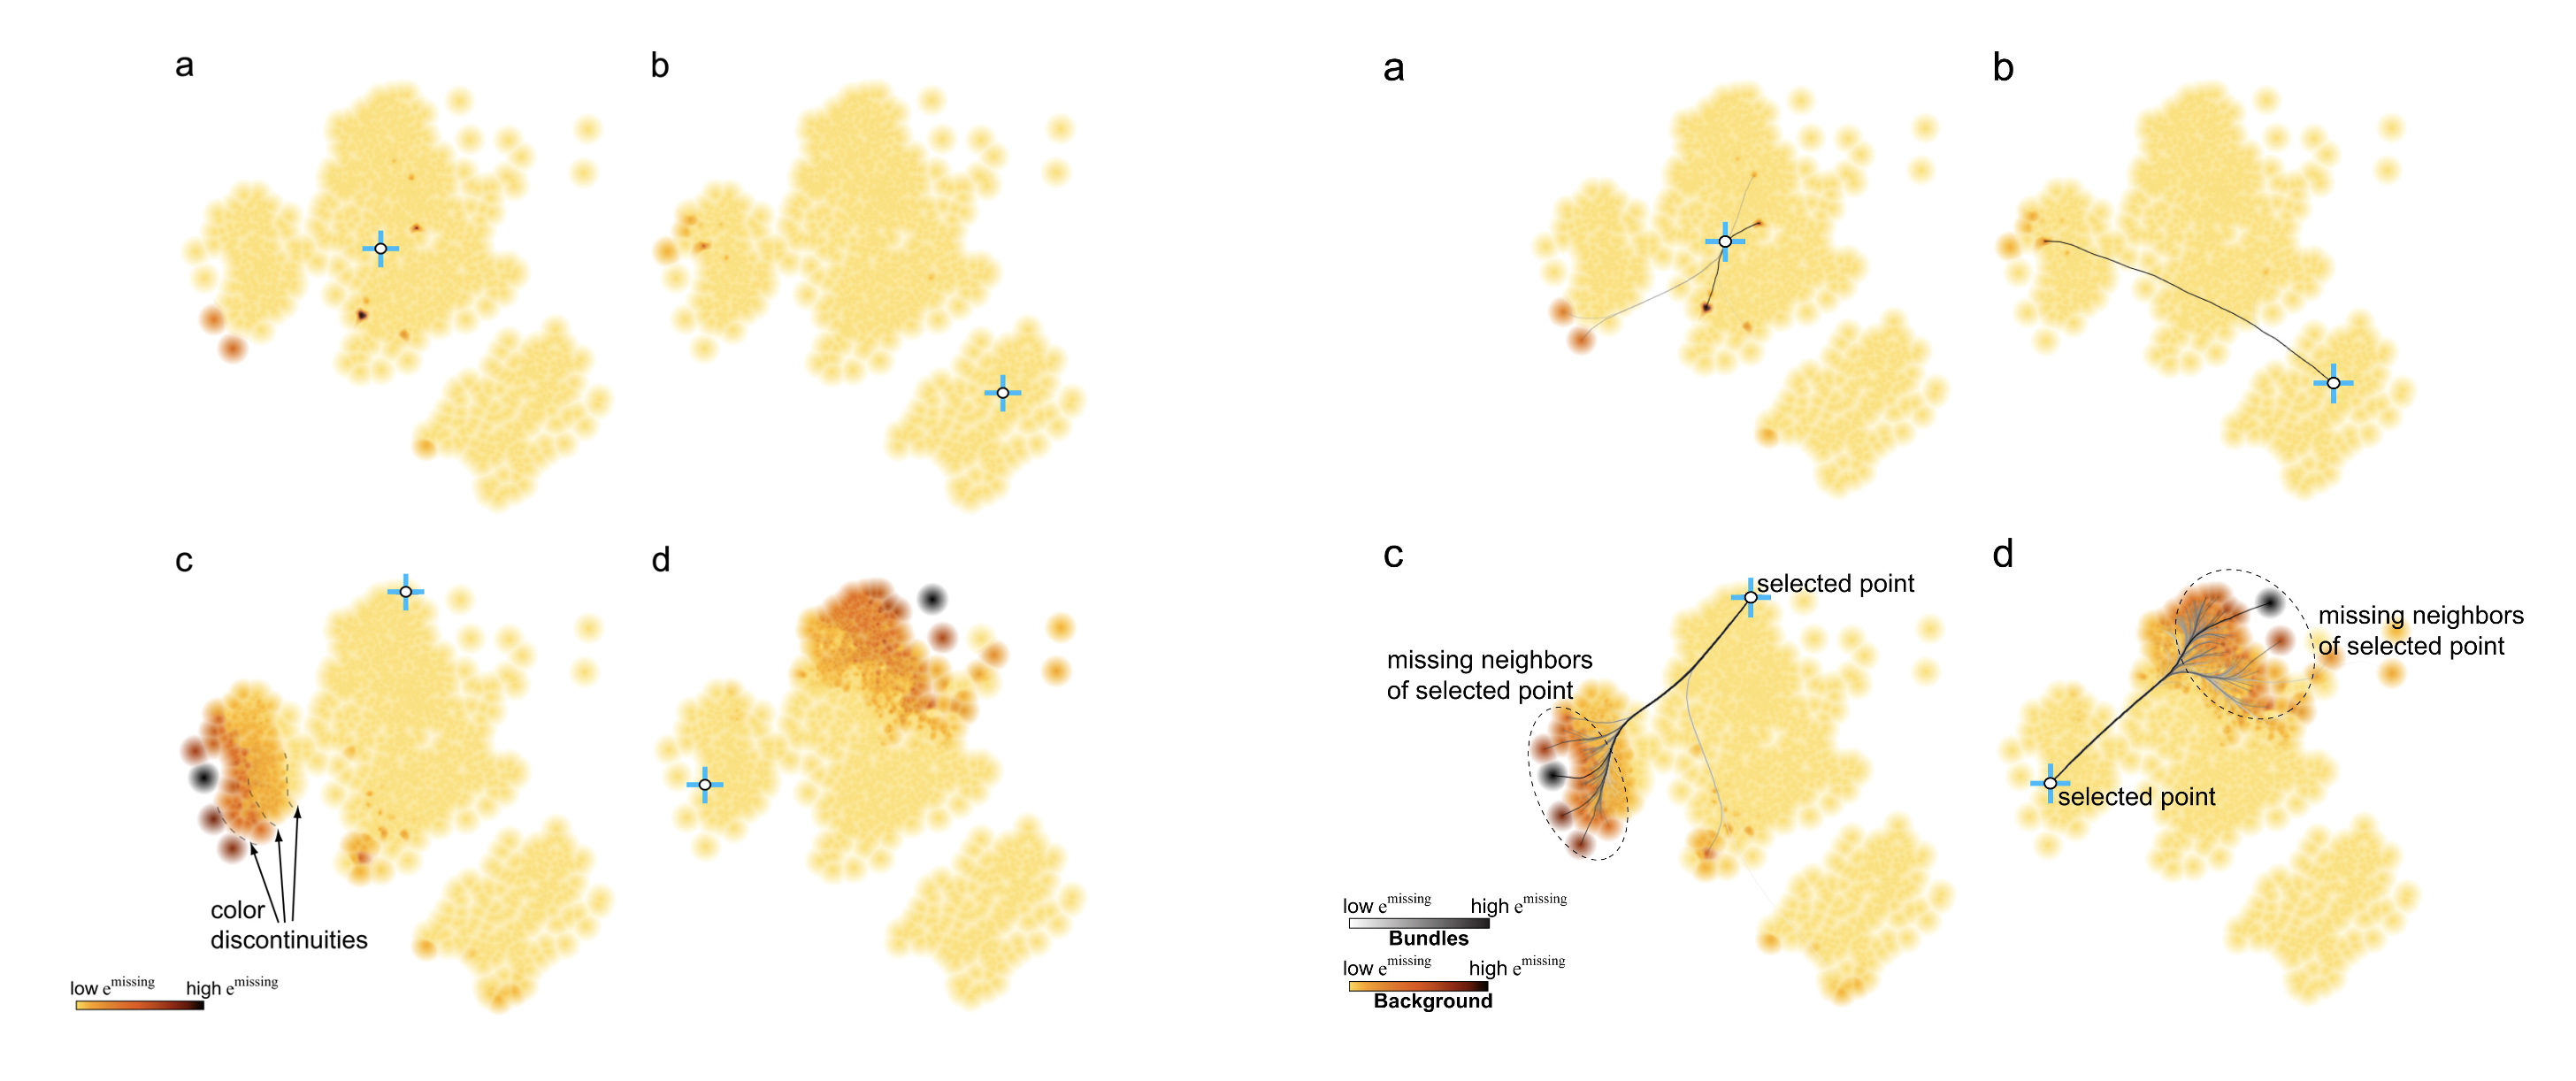 a
b
c
d
color
discontinuities
low e^missing
high e^missing
a
b
c
selected point
missing neighbors
of selected point
d
missing neighbors
of selected point
selected point
low e^missing
high e^missing
Bundles
low e^missing
high e^missing
Background